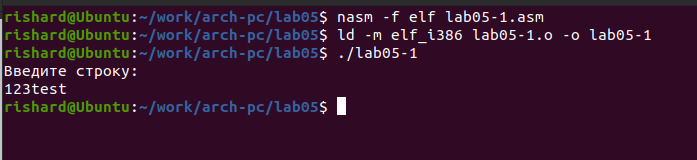 rishard@Ubuntu:~/work/arch-pc/lab05$ nasm -f elf lab05-1.asm
rishard@Ubuntu:~/work/arch-pc/lab05$ ld -m elf_i386 lab05-1.o -o lab05-1
rishard@Ubuntu:~/work/arch-pc/lab05$ ./lab05-1
Введите строку:
123test
rishard@Ubuntu:~/work/arch-pc/lab05$